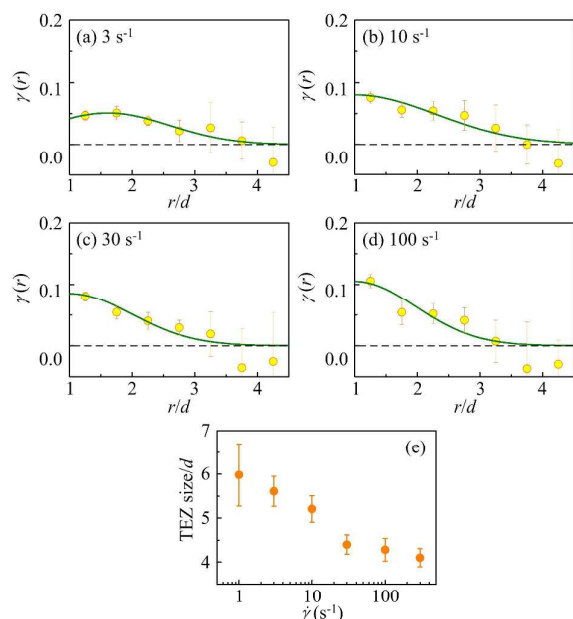 0.2
(a) 3 s⁻¹
γ(r)
0.1
0.0
1 2 3 4
r/d
0.2
(b) 10 s⁻¹
γ(r)
0.1
0.0
1 2 3 4
r/d
0.2
(c) 30 s⁻¹
γ(r)
0.1
0.0
1 2 3 4
r/d
0.2
(d) 100 s⁻¹
γ(r)
0.1
0.0
1 2 3 4
r/d
7
(e)
6
TEZ size/d
5
4
1 10 100
γ̇ (s⁻¹)